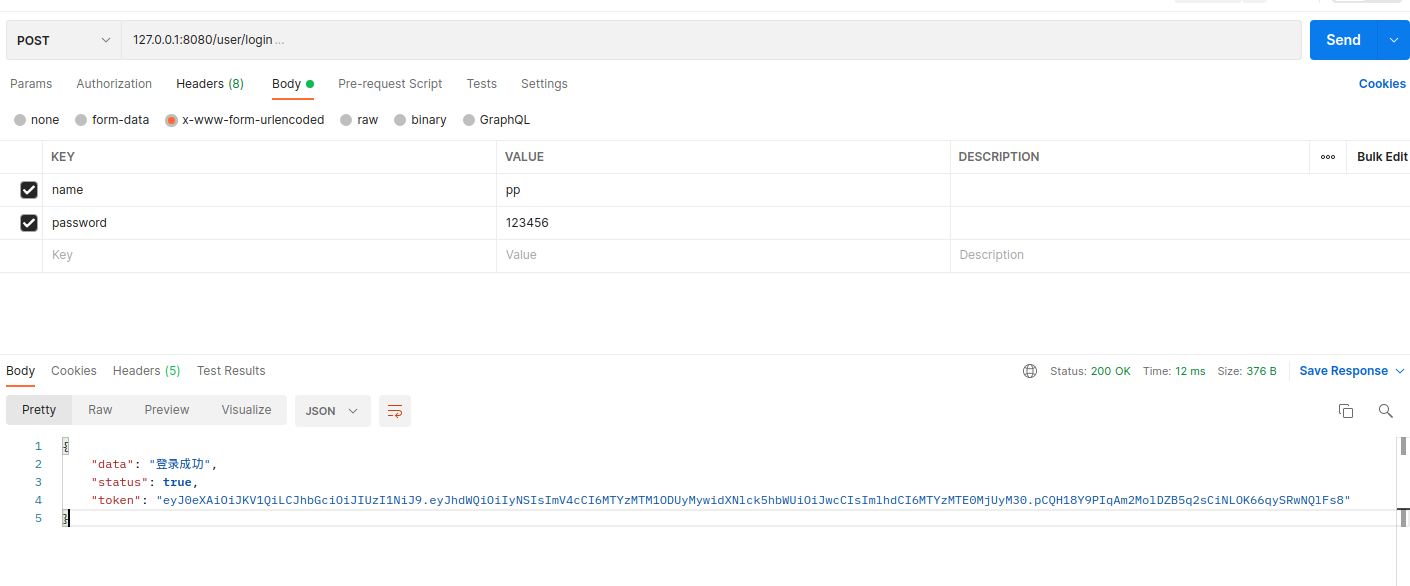 POST 127.0.0.1:8080/user/login ... Send
Params Authorization Headers (8) Body Pre-request Script Tests Settings Cookies
none form-data x-www-form-urlencoded raw binary GraphQL
KEY VALUE DESCRIPTION Bulk Edit
name pp
password 123456
Key Value Description
Body Cookies Headers (5) Test Results Status: 200 OK Time: 12 ms Size: 376 B Save Response
Pretty Raw Preview Visualize JSON
1 {
2 "data": "登录成功",
3 "status": true,
4 "token": "eyJ0eXAiOiJKV1QiLCJhbGciOiJIUzI1NiJ9.eyJhdWQiOiIyNSIsImV4cCI6MTYzMTM1ODUyMywidXNlck5hbWUiOiJwcCIsImlhdCI6MTYzMTE0MjUyM30.pCQH18Y9PIqAm2MolDZB5q2sCiNLOK66qySRwNQlFs8"
5 }